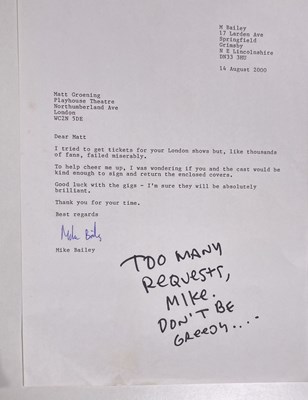 M Bailey
17 Lorden Ave
Springfield
Grimsby
N E Lincolnshire
DN33 3HT
14 August 2000
Matt Groening
Playhouse Theatre
Northumberland Ave
London
WC2N 5DE
Dear Matt
I tried to get tickets for your London shows but, like thousands
of fans, failed miserably.
To help cheer me up, I was wondering if you and the cast would be
kind enough to sign and return the enclosed covers.
Good luck with the gigs - I'm sure they will be absolutely
brilliant.
Thank you for your time.
Best regards
Mike Bailey
TOO MANY
REQUESTS,
MIKE.
DON'T BE
GREEDY....